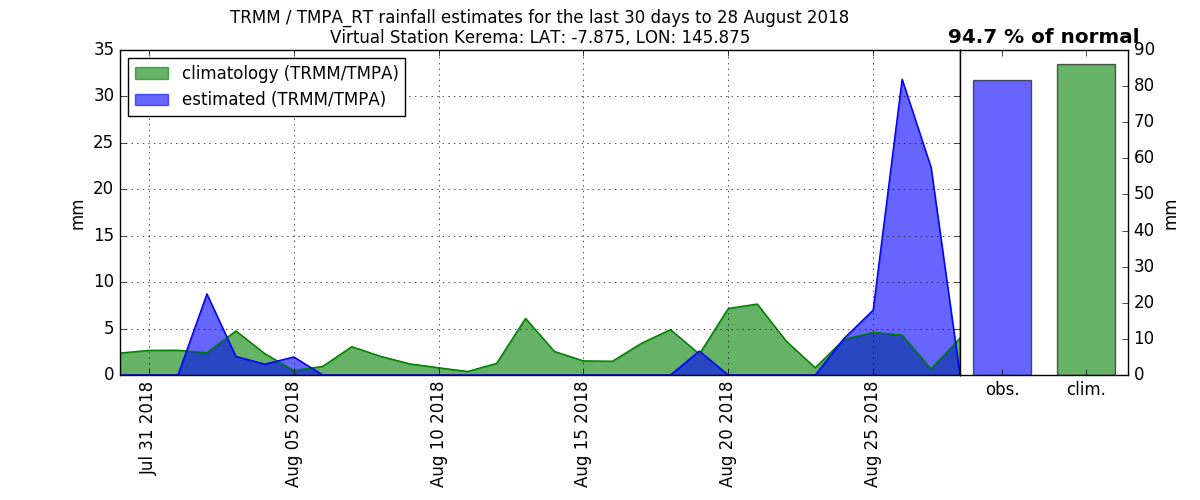 TRMM / TMPA_RT rainfall estimates for the last 30 days to 28 August 2018
Virtual Station Kerema: LAT: -7.875, LON: 145.875
94.7 % of normal
climatology (TRMM/TMPA)
estimated (TRMM/TMPA)
35
30
25
20
15
10
5
0
mm
Jul 31 2018
Aug 05 2018
Aug 10 2018
Aug 15 2018
Aug 20 2018
Aug 25 2018
90
80
70
60
50
40
30
20
10
0
mm
obs.
clim.